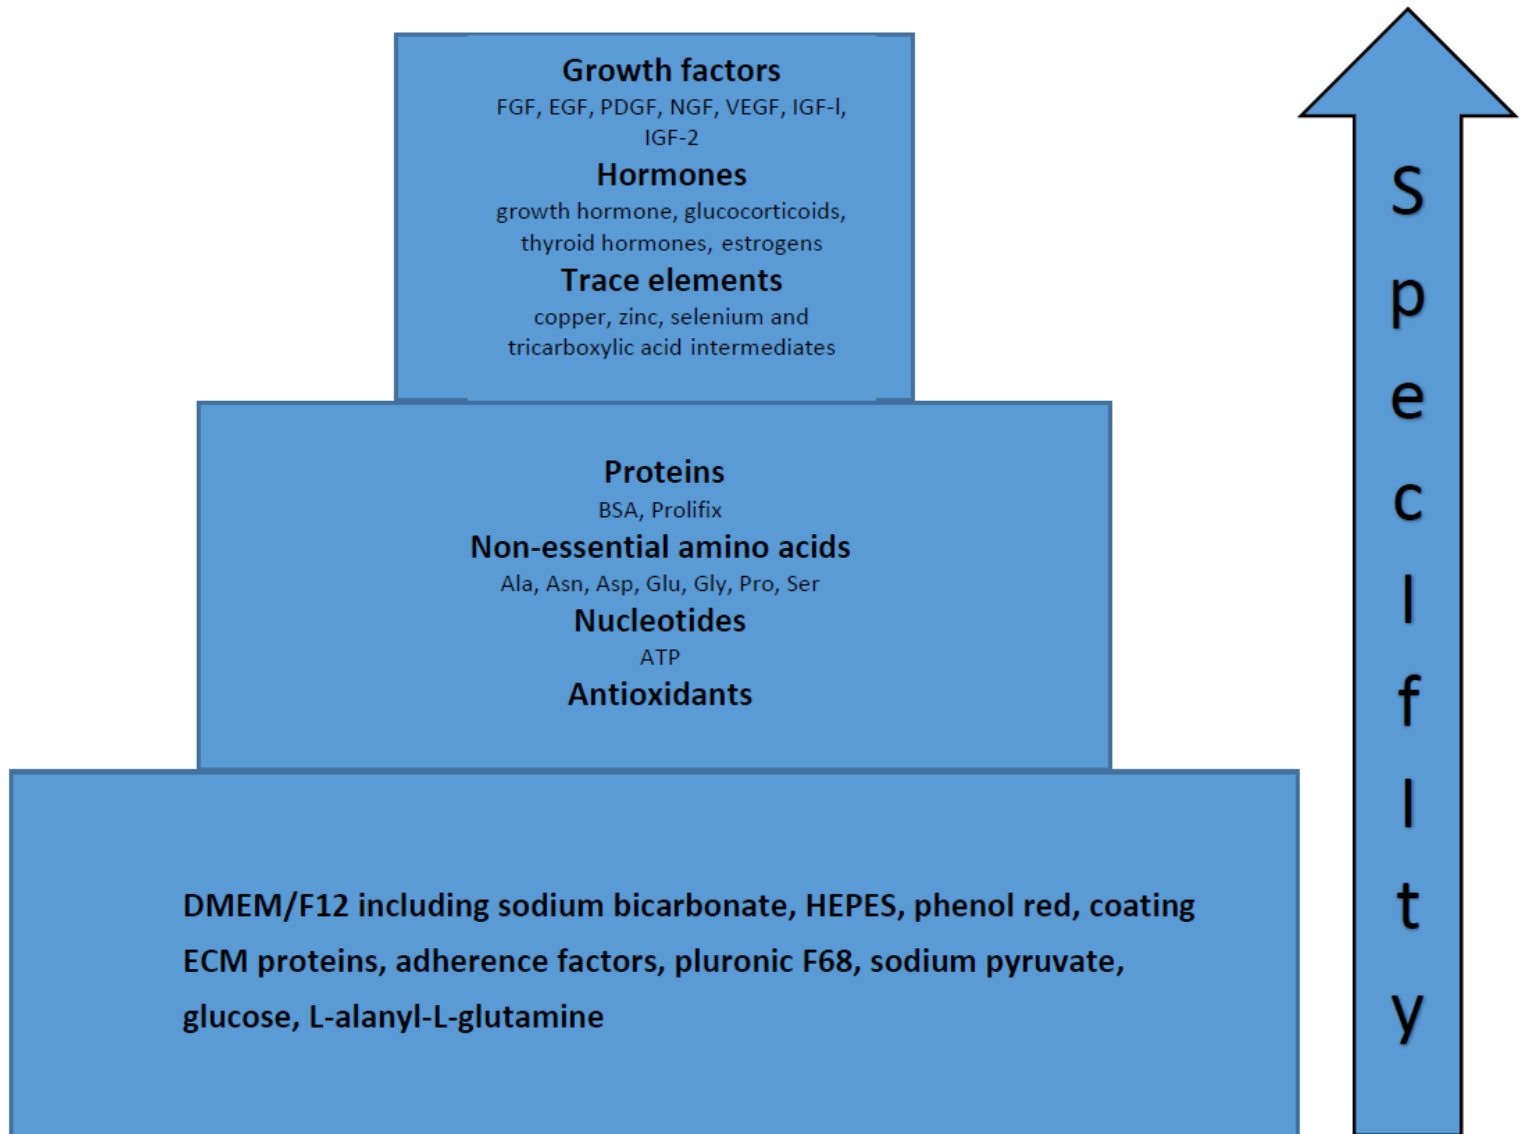 Growth factors
FGF, EGF, PDGF, NGF, VEGF, IGF-l,
IGF-2
Hormones
growth hormone, glucocorticoids,
thyroid hormones, estrogens
Trace elements
copper, zinc, selenium and
tricarboxylic acid intermediates
Proteins
BSA, Prolifix
Non-essential amino acids
Ala, Asn, Asp, Glu, Gly, Pro, Ser
Nucleotides
ATP
Antioxidants
DMEM/F12 including sodium bicarbonate, HEPES, phenol red, coating
ECM proteins, adherence factors, pluronic F68, sodium pyruvate,
glucose, L-alanyl-L-glutamine
S
p
e
c
I
f
I
t
y